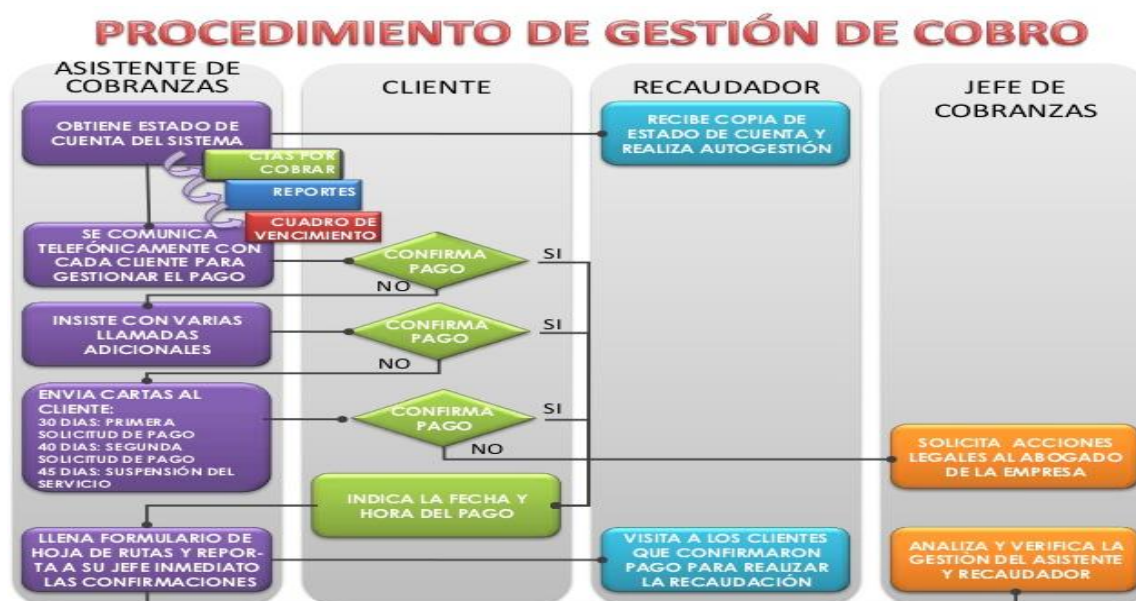 PROCEDIMIENTO DE GESTIÓN DE COBRO
ASISTENTE DE
COBRANZAS
CLIENTE
RECAUDADOR
JEFE DE
COBRANZAS
OBTIENE ESTADO DE
CUENTA DEL SISTEMA
RECIBE COPIA DE
ESTADO DE CUENTA Y
REALIZA AUTOGESTIÓN
CTAS POR
COBRAR
REPORTES
CUADRO DE
VENCIMIENTO
SE COMUNICA
TELEFÓNICAMENTE CON
CADA CLIENTE PARA
GESTIONAR EL PAGO
CONFIRMA
PAGO
SI
NO
INSISTE CON VARIAS
LLAMADAS
ADICIONALES
CONFIRMA
PAGO
SI
NO
ENVIA CARTAS AL
CLIENTE:
30 DIAS: PRIMERA
SOLICITUD DE PAGO
40 DIAS: SEGUNDA
SOLICITUD DE PAGO
45 DIAS: SUSPENSIÓN DEL
SERVICIO
CONFIRMA
PAGO
SI
NO
SOLICITA ACCIONES
LEGALES AL ABOGADO
DE LA EMPRESA
INDICA LA FECHA Y
HORA DEL PAGO
LLENA FORMULARIO DE
HOJA DE RUTAS Y REPOR-
TA A SU JEFE INMEDIATO
LAS CONFIRMACIONES
VISITA A LOS CLIENTES
QUE CONFIRMARON
PAGO PARA REALIZAR
LA RECAUDACIÓN
ANALIZA Y VERIFICA LA
GESTIÓN DEL ASISTENTE
Y RECAUDADOR